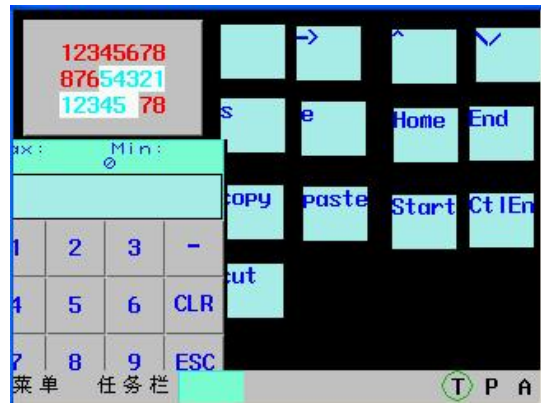 12345678
87654321
12345 78
->
^
\/
s
e
Home
End
ax:
Min:
0
copy
paste
Start
CtlEn
1
2
3
-
cut
4
5
6
CLR
7
8
9
ESC
菜单
任务栏
T P A